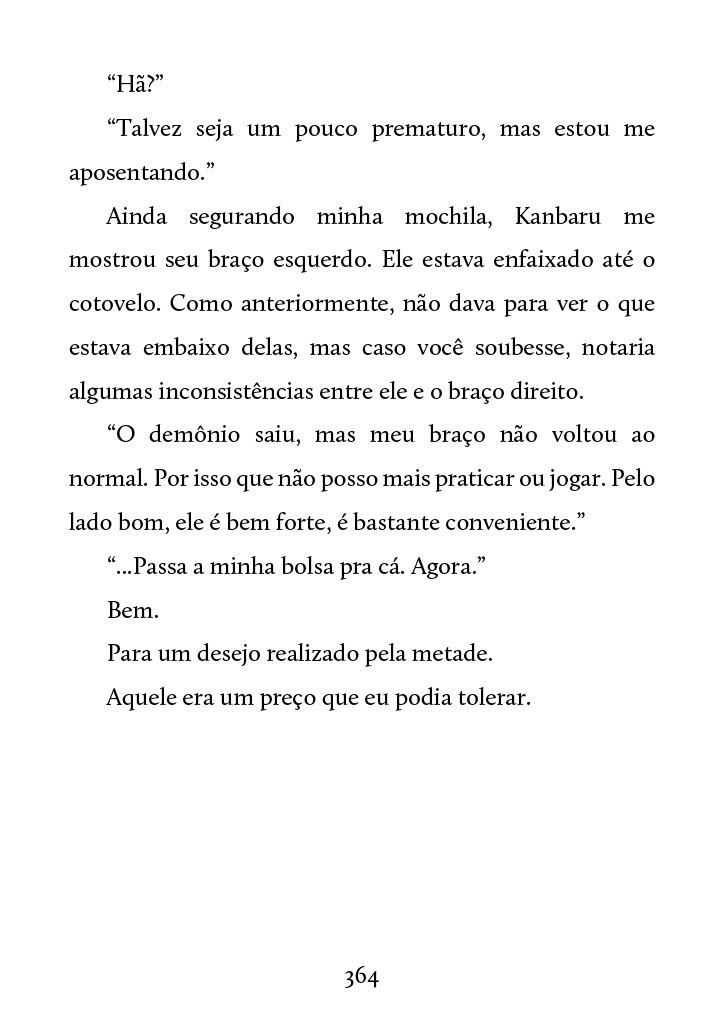 “Hã?”
“Talvez seja um pouco prematuro, mas estou me
aposentando.”
Ainda segurando minha mochila, Kanbaru me
mostrou seu braço esquerdo. Ele estava enfaixado até o
cotovelo. Como anteriormente, não dava para ver o que
estava embaixo delas, mas caso você soubesse, notaria
algumas inconsistências entre ele e o braço direito.
“O demônio saiu, mas meu braço não voltou ao
normal. Por isso que não posso mais praticar ou jogar. Pelo
lado bom, ele é bem forte, é bastante conveniente.”
“...Passa a minha bolsa pra cá. Agora.”
Bem.
Para um desejo realizado pela metade.
Aquele era um preço que eu podia tolerar.
364